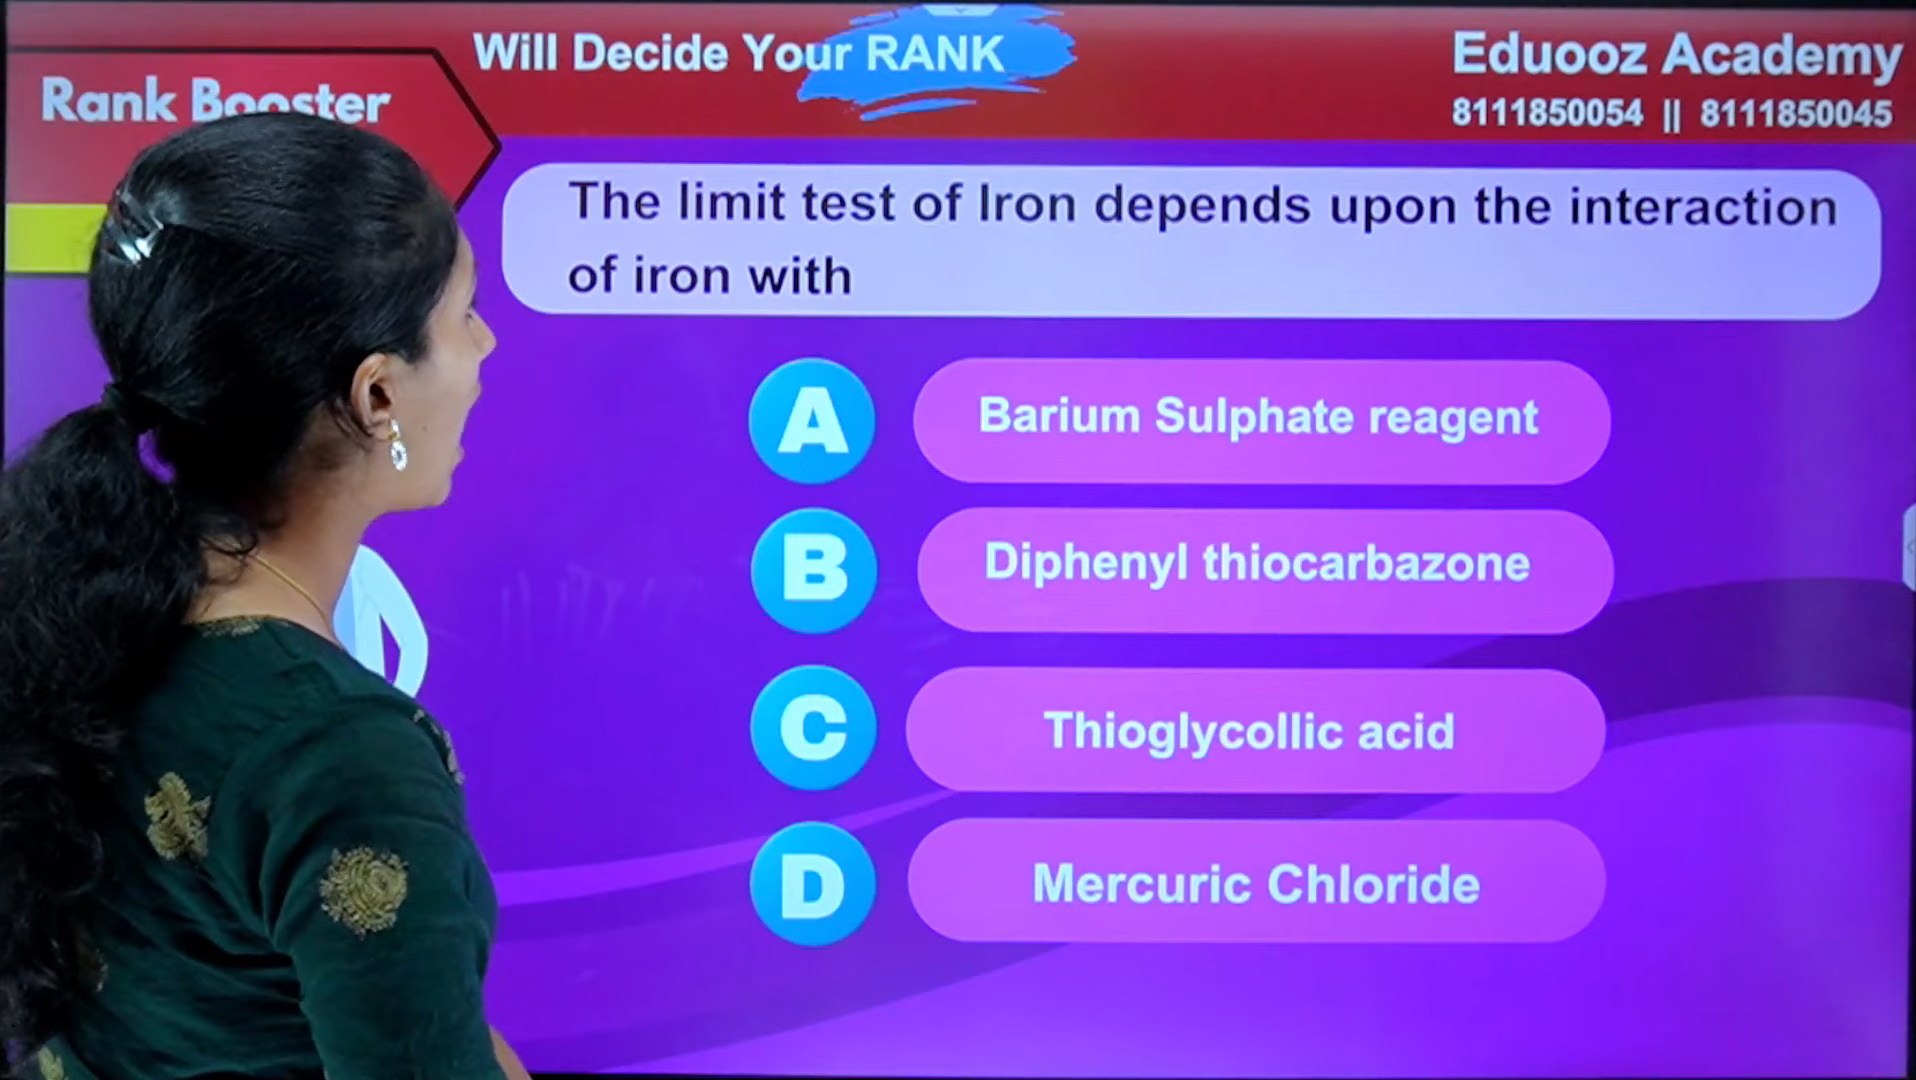 Will Decide Your RANK
Eduooz Academy
8111850054 || 8111850045
Rank Booster
The limit test of Iron depends upon the interaction
of iron with
A Barium Sulphate reagent
B Diphenyl thiocarbazone
C Thioglycollic acid
D Mercuric Chloride